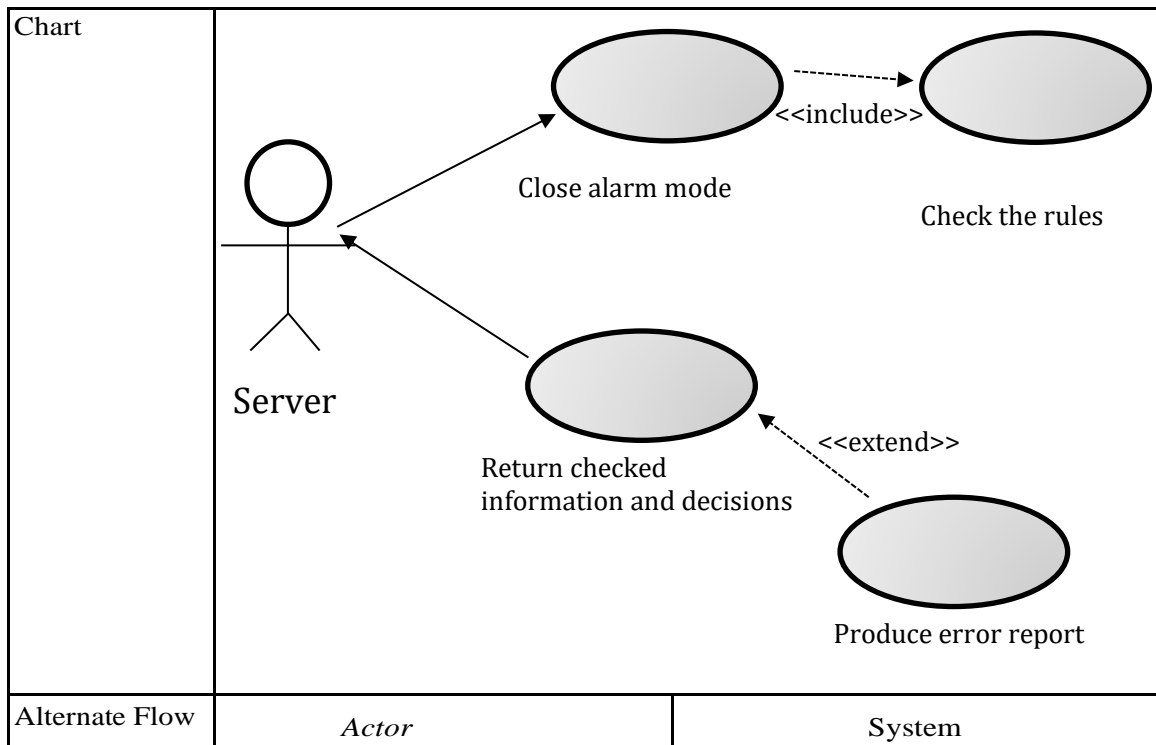 Chart
<<include>>
Close alarm mode
Check the rules
Server
<<extend>>
Return checked
information and decisions
Produce error report
Alternate Flow
Actor
System